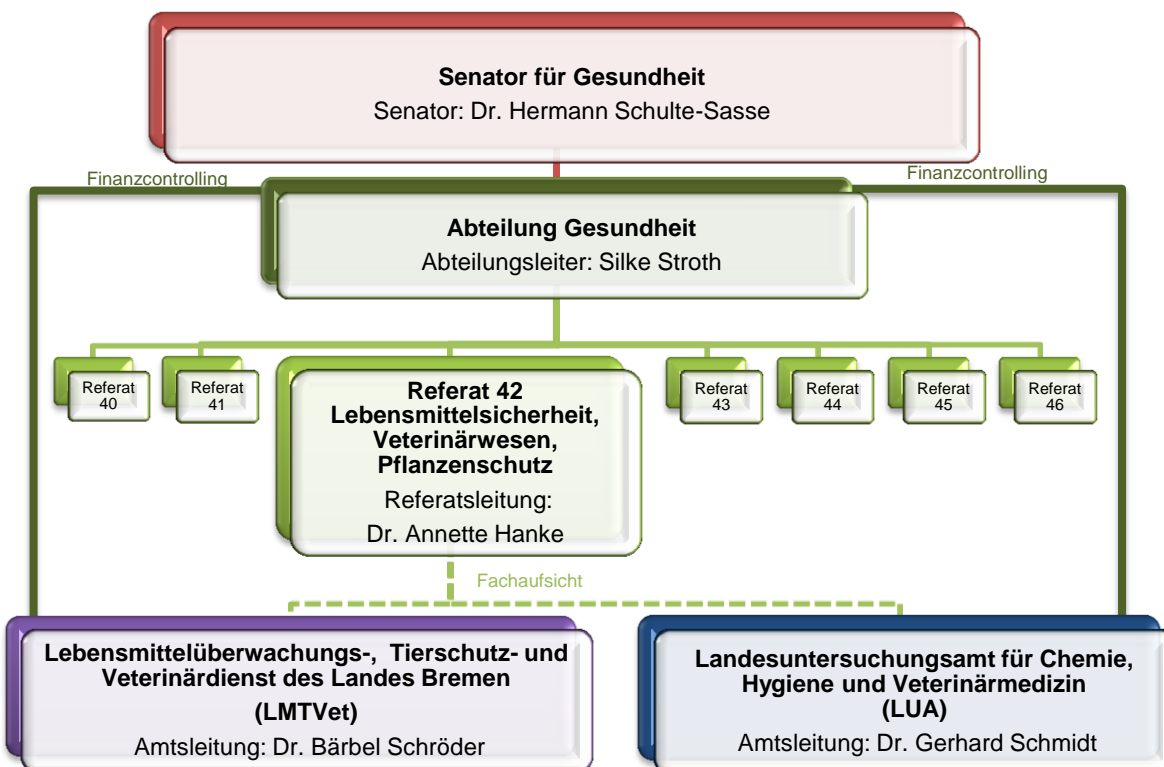 Senator für Gesundheit
Senator: Dr. Hermann Schulte-Sasse
Finanzcontrolling
Finanzcontrolling
Abteilung Gesundheit
Abteilungsleiter: Silke Stroth
Referat
40
Referat
41
Referat 42
Lebensmittelsicherheit,
Veterinärwesen,
Pflanzenschutz
Referatsleitung:
Dr. Annette Hanke
Referat
43
Referat
44
Referat
45
Referat
46
Fachaufsicht
Lebensmittelüberwachungs-, Tierschutz- und
Veterinärdienst des Landes Bremen
(LMTVet)
Amtsleitung: Dr. Bärbel Schröder
Landesuntersuchungsamt für Chemie,
Hygiene und Veterinärmedizin
(LUA)
Amtsleitung: Dr. Gerhard Schmidt